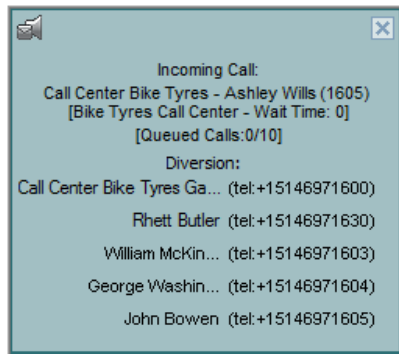 Incoming Call:
Call Center Bike Tyres - Ashley Wills (1605)
[Bike Tyres Call Center - Wait Time: 0]
[Queued Calls:0/10]
Diversion:
Call Center Bike Tyres Ga... (tel:+15146971600)
Rhett Butler (tel:+15146971630)
William McKin... (tel:+15146971603)
George Washin... (tel:+15146971604)
John Bowen (tel:+15146971605)